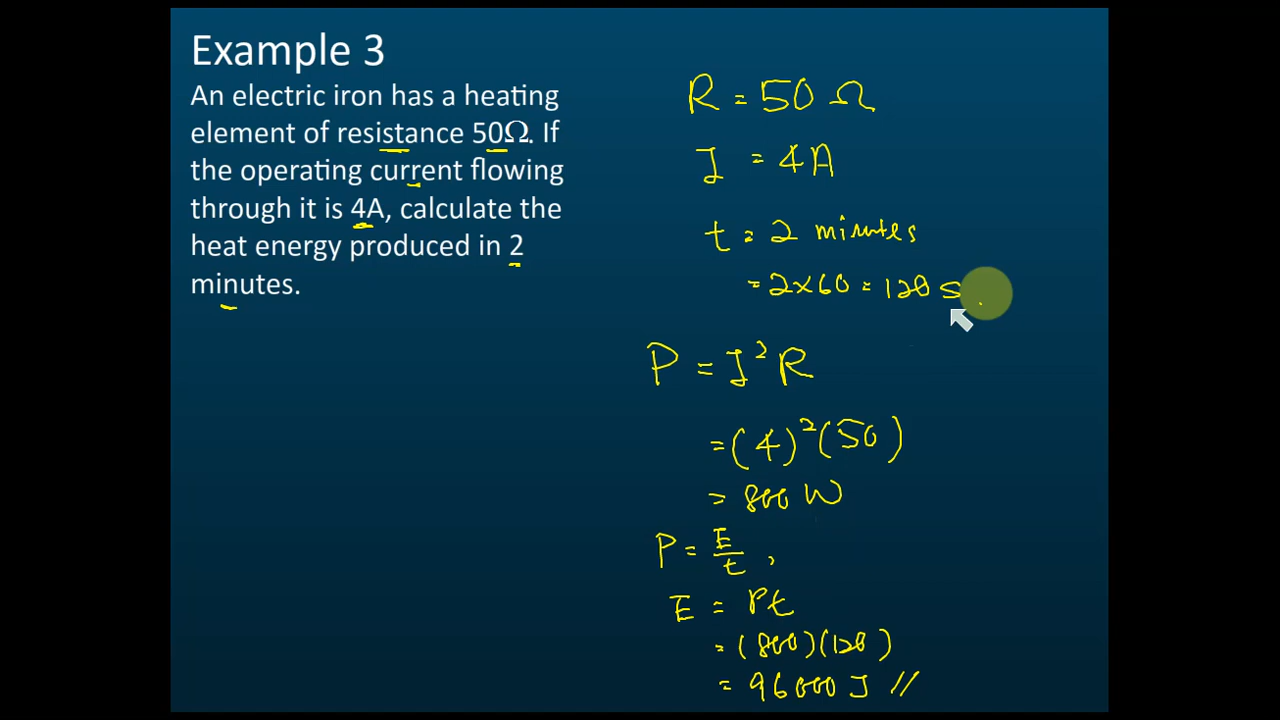 Example 3
An electric iron has a heating
element of resistance 50Ω. If
the operating current flowing
through it is 4A, calculate the
heat energy produced in 2
minutes.
R = 50 Ω
I = 4A
t = 2 minutes
= 2×60 = 120 s
P = I²R
= (4)²(50)
= 800 W
P = E/t ,
E = Pt
= (800)(120)
= 96000 J //